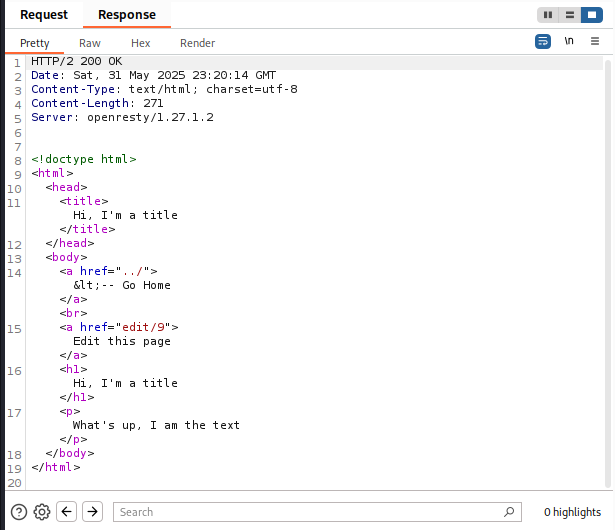 Request Response
Pretty Raw Hex Render \n
1 HTTP/2 200 OK
2 Date: Sat, 31 May 2025 23:20:14 GMT
3 Content-Type: text/html; charset=utf-8
4 Content-Length: 271
5 Server: openresty/1.27.1.2
6
7
8 <!doctype html>
9 <html>
10 <head>
11 <title>
Hi, I'm a title
</title>
12 </head>
13 <body>
14 <a href="../">
&lt;-- Go Home
</a>
<br>
15 <a href="edit/9">
Edit this page
</a>
16 <h1>
Hi, I'm a title
</h1>
17 <p>
What's up, I am the text
</p>
18 </body>
19 </html>
20
Search 0 highlights